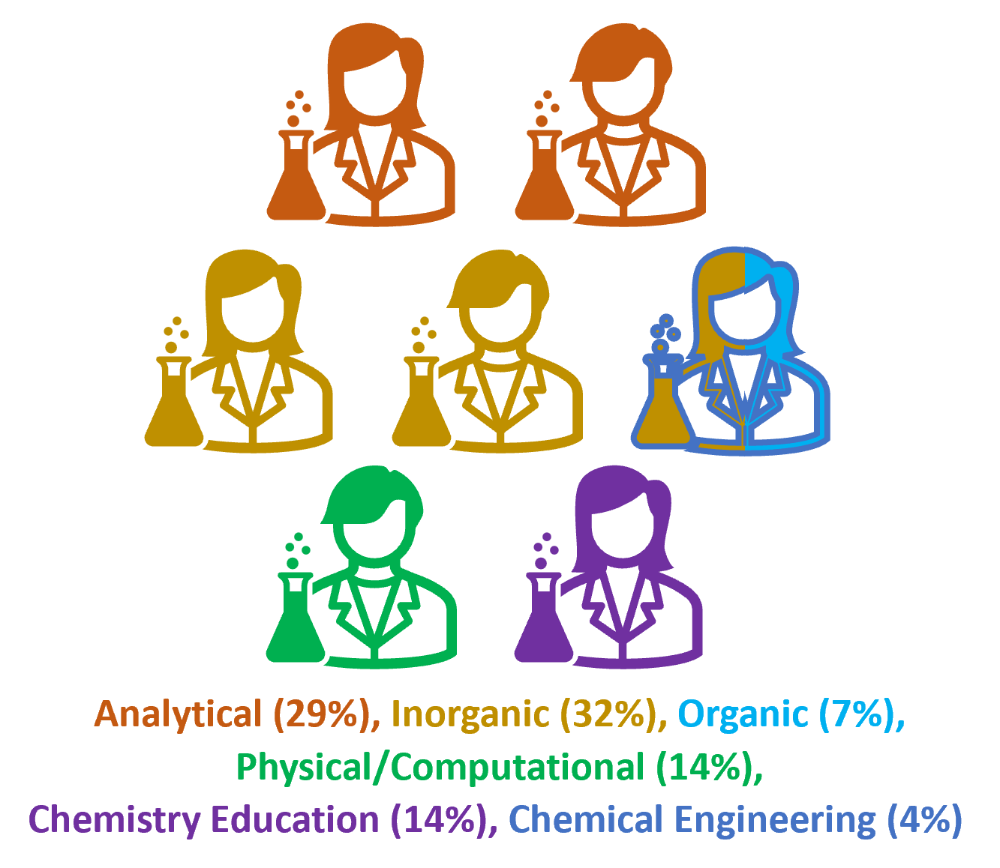 Analytical (29%), Inorganic (32%), Organic (7%),
Physical/Computational (14%),
Chemistry Education (14%), Chemical Engineering (4%)